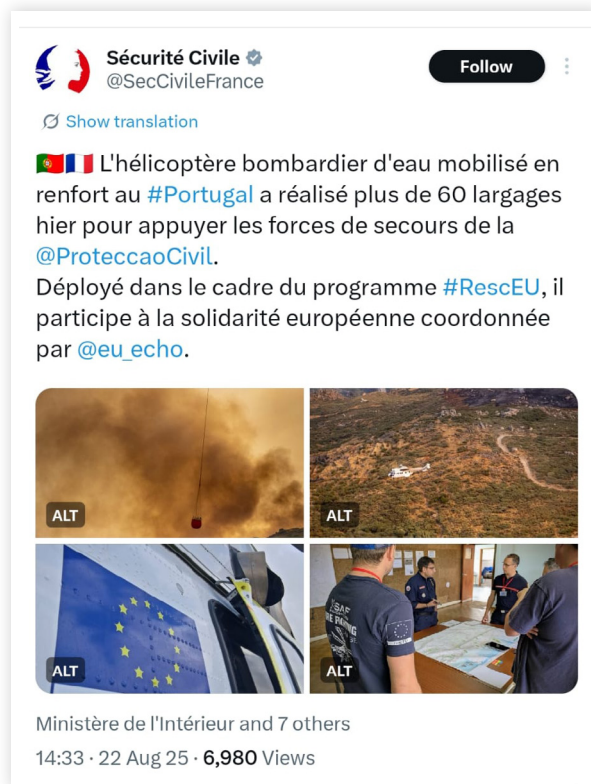 Sécurité Civile
@SecCivileFrance
Follow
Show translation
🇵🇹🇫🇷 L'hélicoptère bombardier d'eau mobilisé en
renfort au #Portugal a réalisé plus de 60 largages
hier pour appuyer les forces de secours de la
@ProteccaoCivil.
Déployé dans le cadre du programme #RescEU, il
participe à la solidarité européenne coordonnée
par @eu_echo.
ALT
ALT
ALT
ALT
Ministère de l'Intérieur and 7 others
14:33 · 22 Aug 25 · 6,980 Views